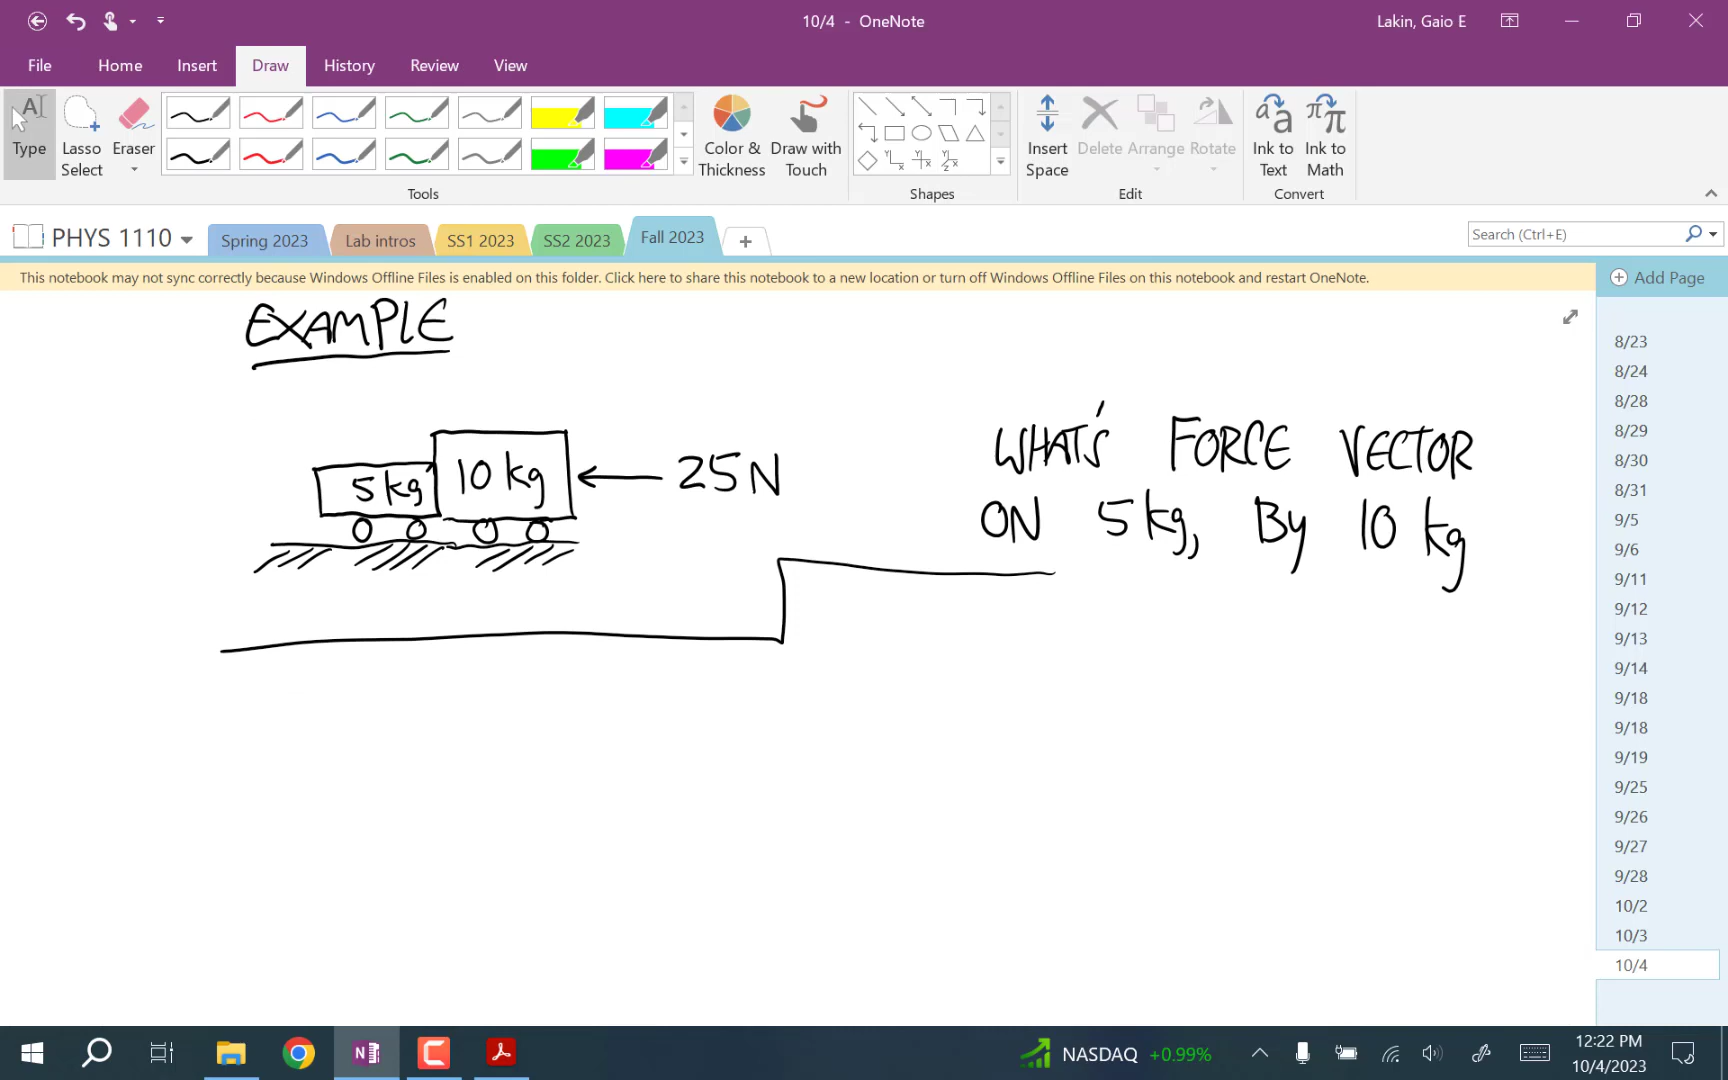 10/4 - OneNote
Lakin, Gaio E
File Home Insert Draw History Review View
Type
Lasso Select
Eraser
Color & Thickness
Draw with Touch
Insert Space
Delete
Arrange
Rotate
Ink to Text
Ink to Math
Tools
Shapes
Edit
Convert
PHYS 1110
Spring 2023
Lab intros
SS1 2023
SS2 2023
Fall 2023
Search (Ctrl+E)
This notebook may not sync correctly because Windows Offline Files is enabled on this folder. Click here to share this notebook to a new location or turn off Windows Offline Files on this notebook and restart OneNote.
Add Page
EXAMPLE
5 kg
10 kg
25 N
WHAT'S FORCE VECTOR
ON 5 kg, By 10 kg
8/23
8/24
8/28
8/29
8/30
8/31
9/5
9/6
9/11
9/12
9/13
9/14
9/18
9/18
9/19
9/25
9/26
9/27
9/28
10/2
10/3
10/4
NASDAQ +0.99%
12:22 PM
10/4/2023